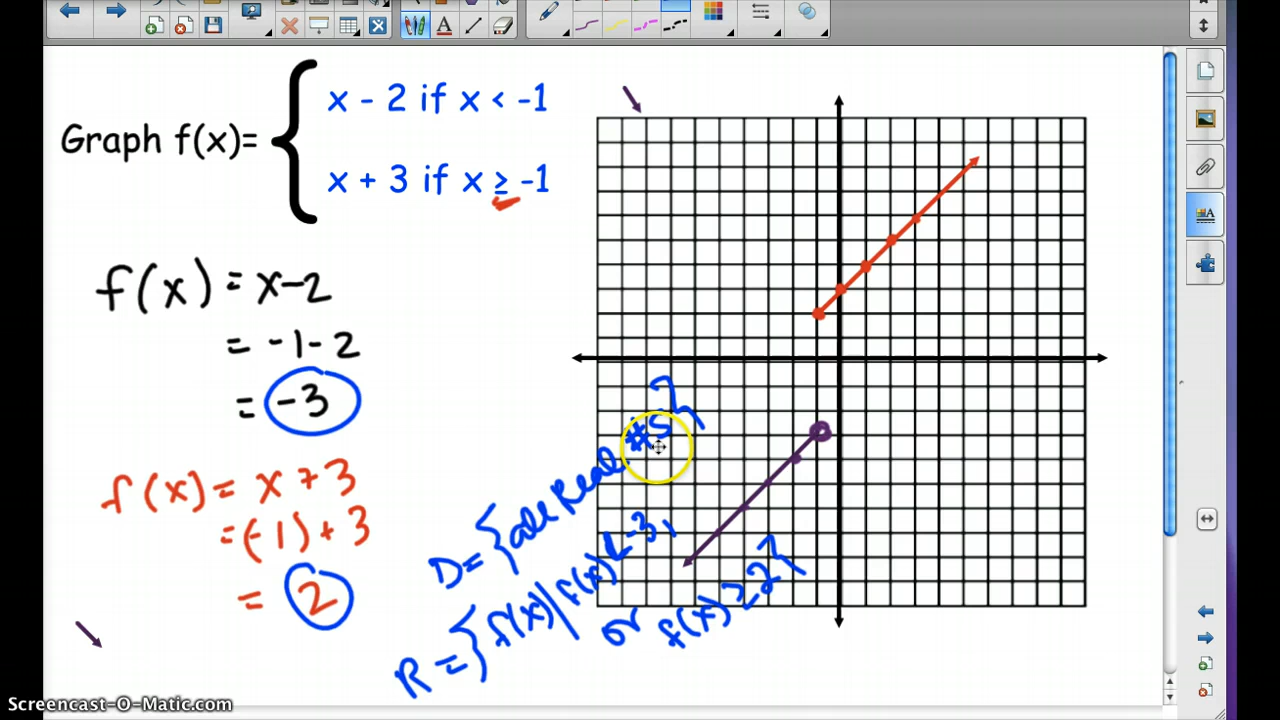 x - 2 if x < -1
Graph f(x)=
x + 3 if x ≥ -1
f(x) = x-2
= -1 - 2
= -3
f(x) = x + 3
= (-1) + 3
= 2
D = {all Real #s}
R = {f(x)/f(x)<-3,
or f(x) ≥ 2}
Screencast-O-Matic.com